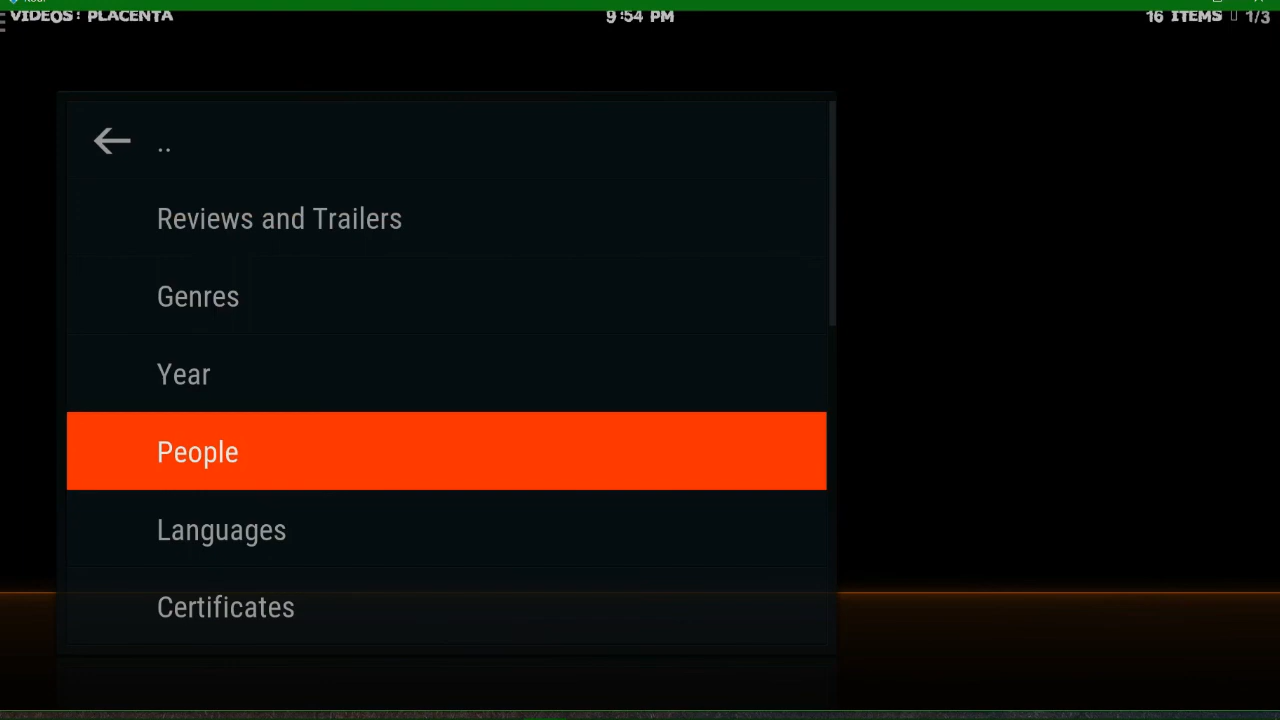 VIDEOS: PLACENTA
9:54 PM
16 ITEMS 1/3
..
Reviews and Trailers
Genres
Year
People
Languages
Certificates